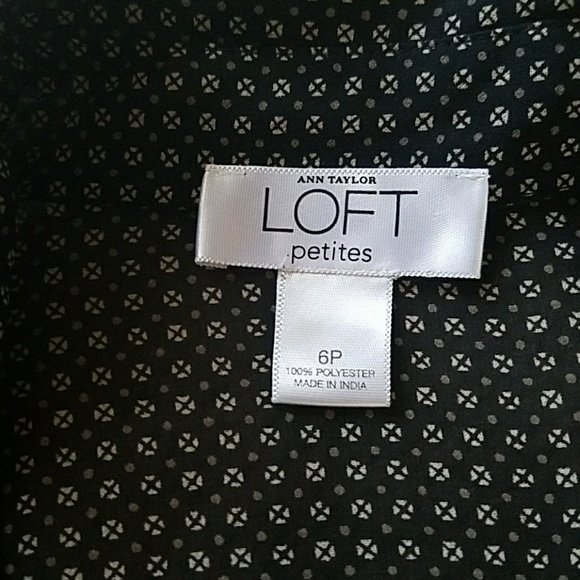 ANN TAYLOR
LOFT
petites
6P
100% POLYESTER
MADE IN INDIA